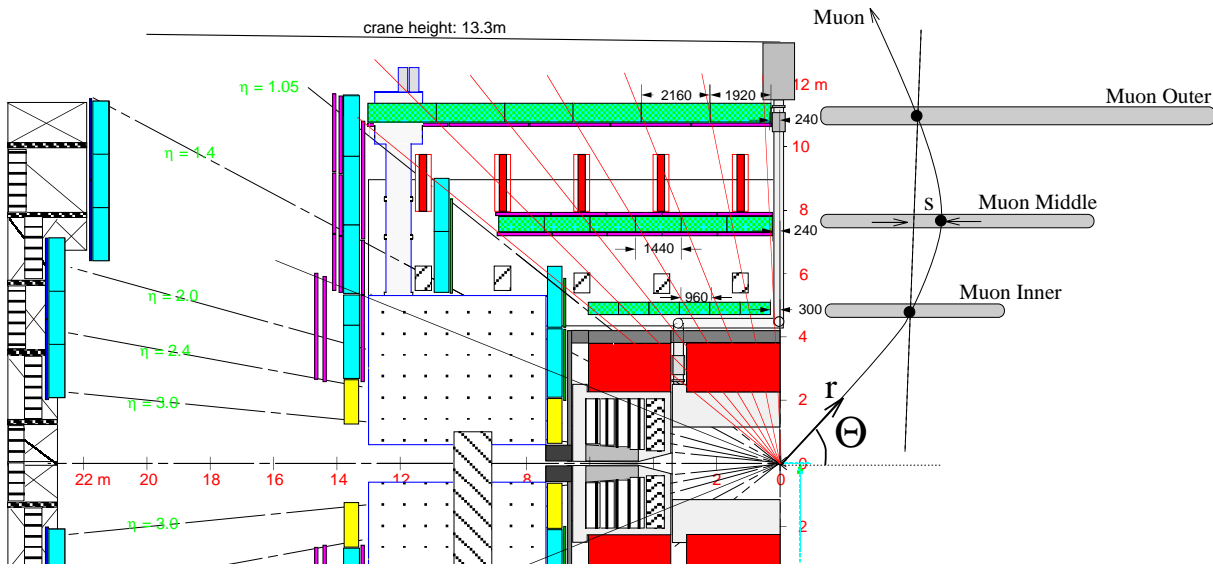 crane height: 13.3m
Muon
η = 1.05
2160
1920
12 m
Muon Outer
240
η = 1.4
10
8
s
Muon Middle
240
1440
6
η = 2.0
960
300
Muon Inner
4
η = 2.4
2
r
η = 3.0
Θ
0
22 m
20
18
16
14
12
10
8
2
0
η = 3.0
2